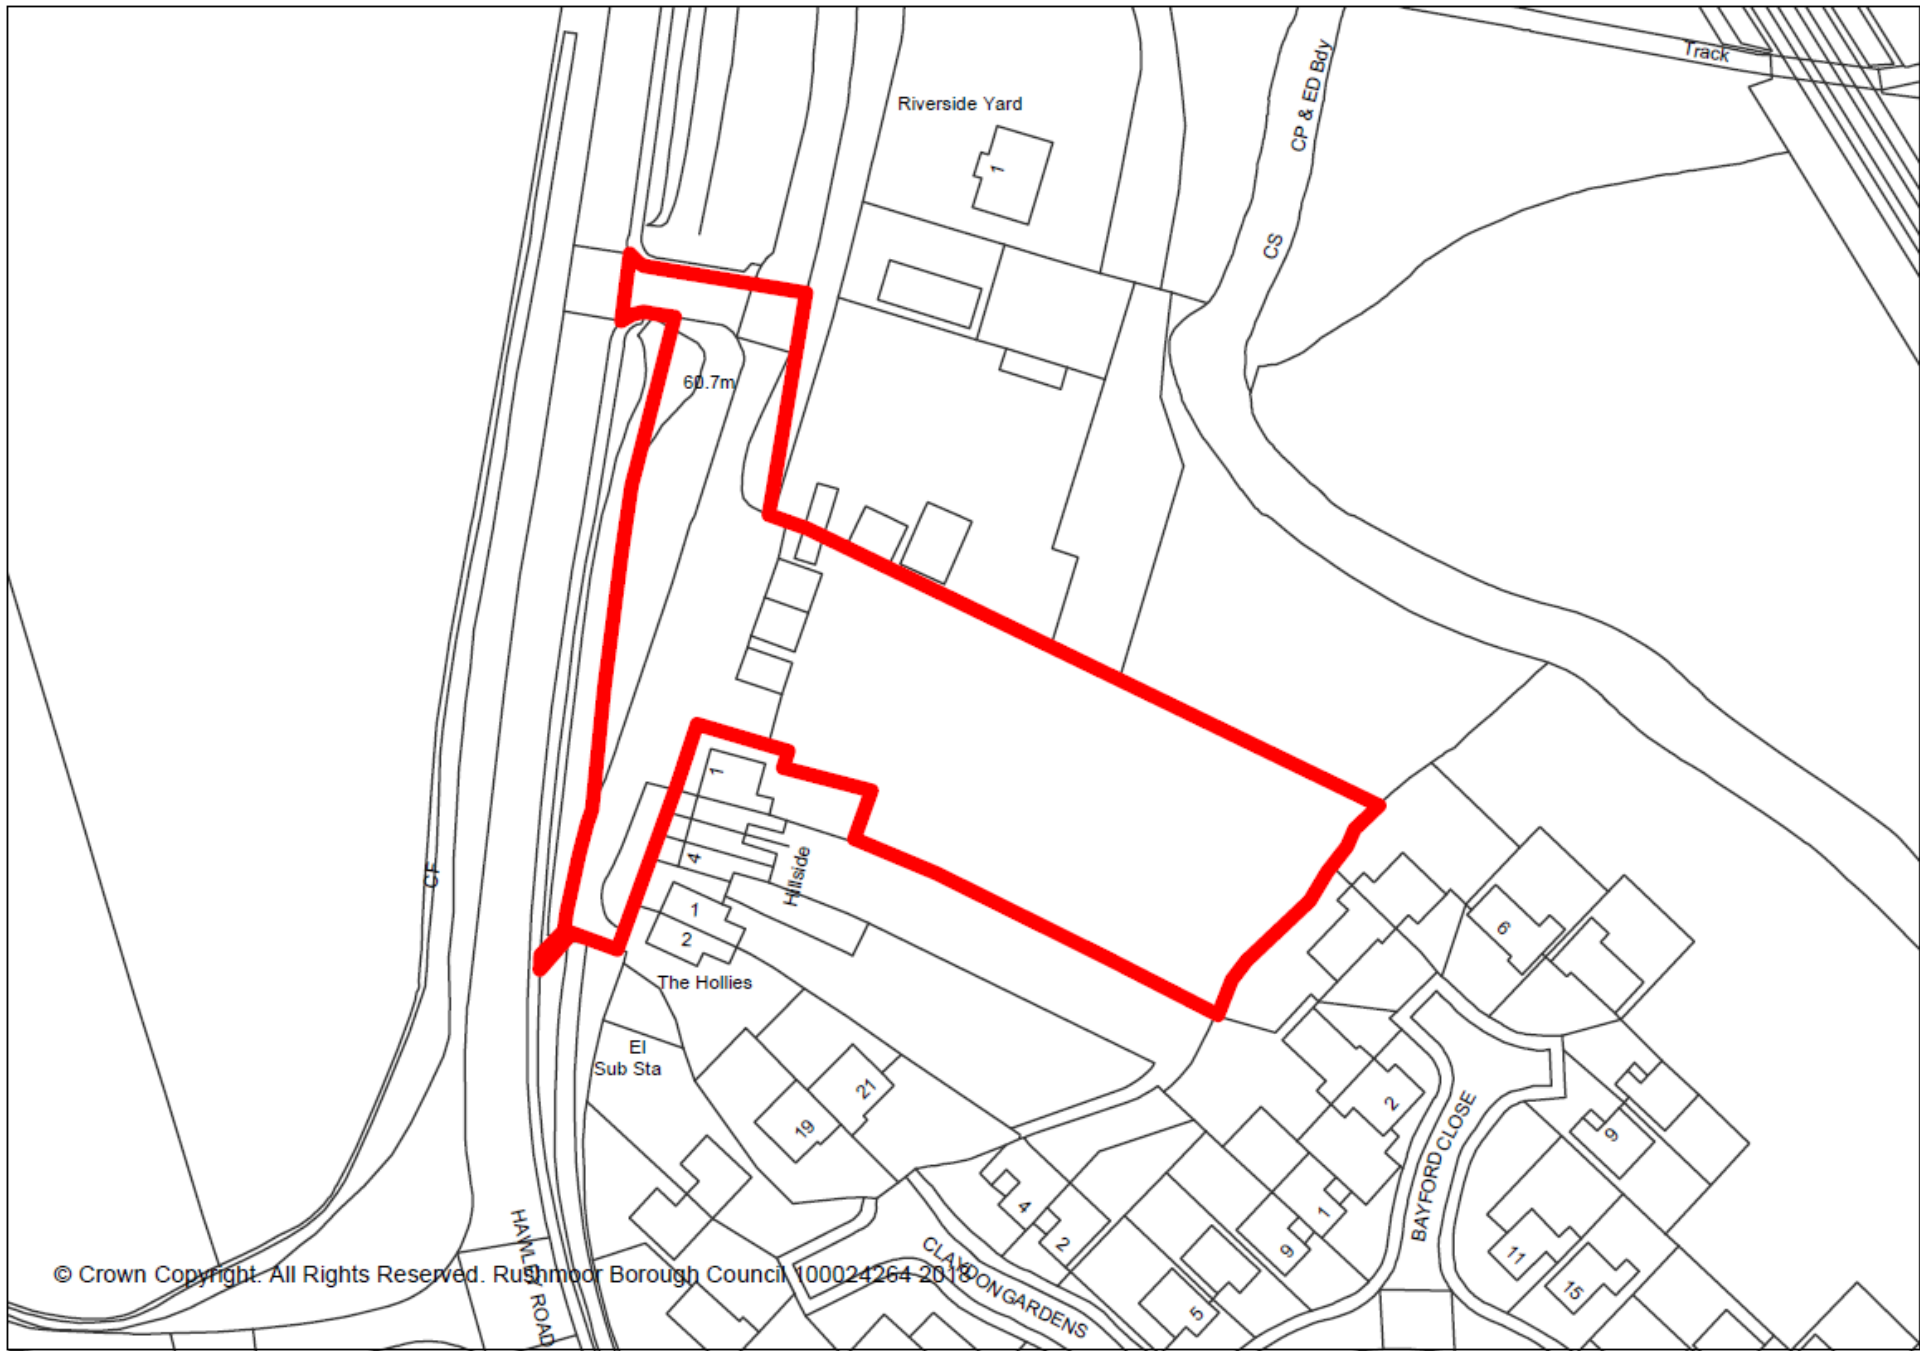 Track
CP & ED Bdy
Riverside Yard
1
CS
60.7m
1
4
Hillside
CF
1
2
The Hollies
6
El
Sub Sta
21
19
2
BAYFORD CLOSE
9
4
2
1
9
11
15
5
HAWLEY ROAD
CLAYDON GARDENS
© Crown Copyright. All Rights Reserved. Rushmoor Borough Council 100024264 2018